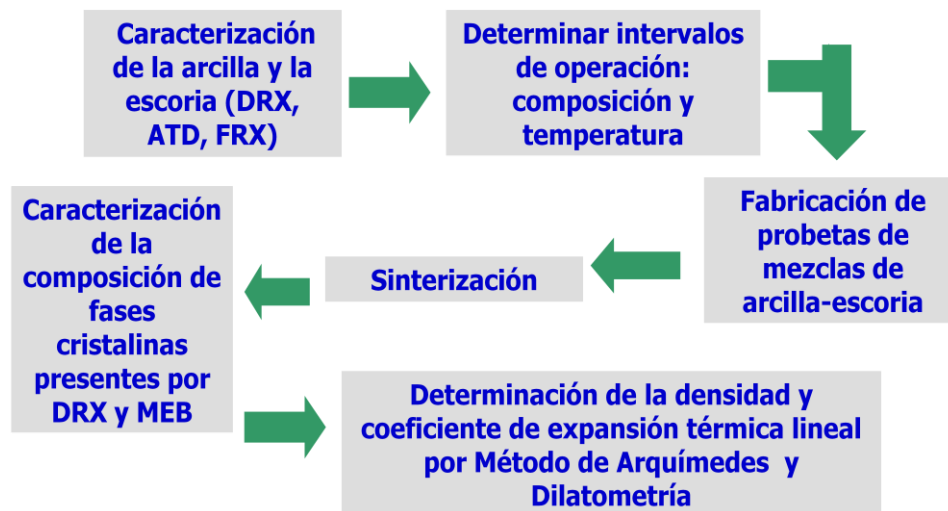 Caracterización
de la arcilla y la
escoria (DRX,
ATD, FRX)
Determinar intervalos
de operación:
composición y
temperatura
Fabricación de
probetas de
mezclas de
arcilla-escoria
Sinterización
Caracterización
de la
composición de
fases
cristalinas
presentes por
DRX y MEB
Determinación de la densidad y
coeficiente de expansión térmica lineal
por Método de Arquímedes y
Dilatometría